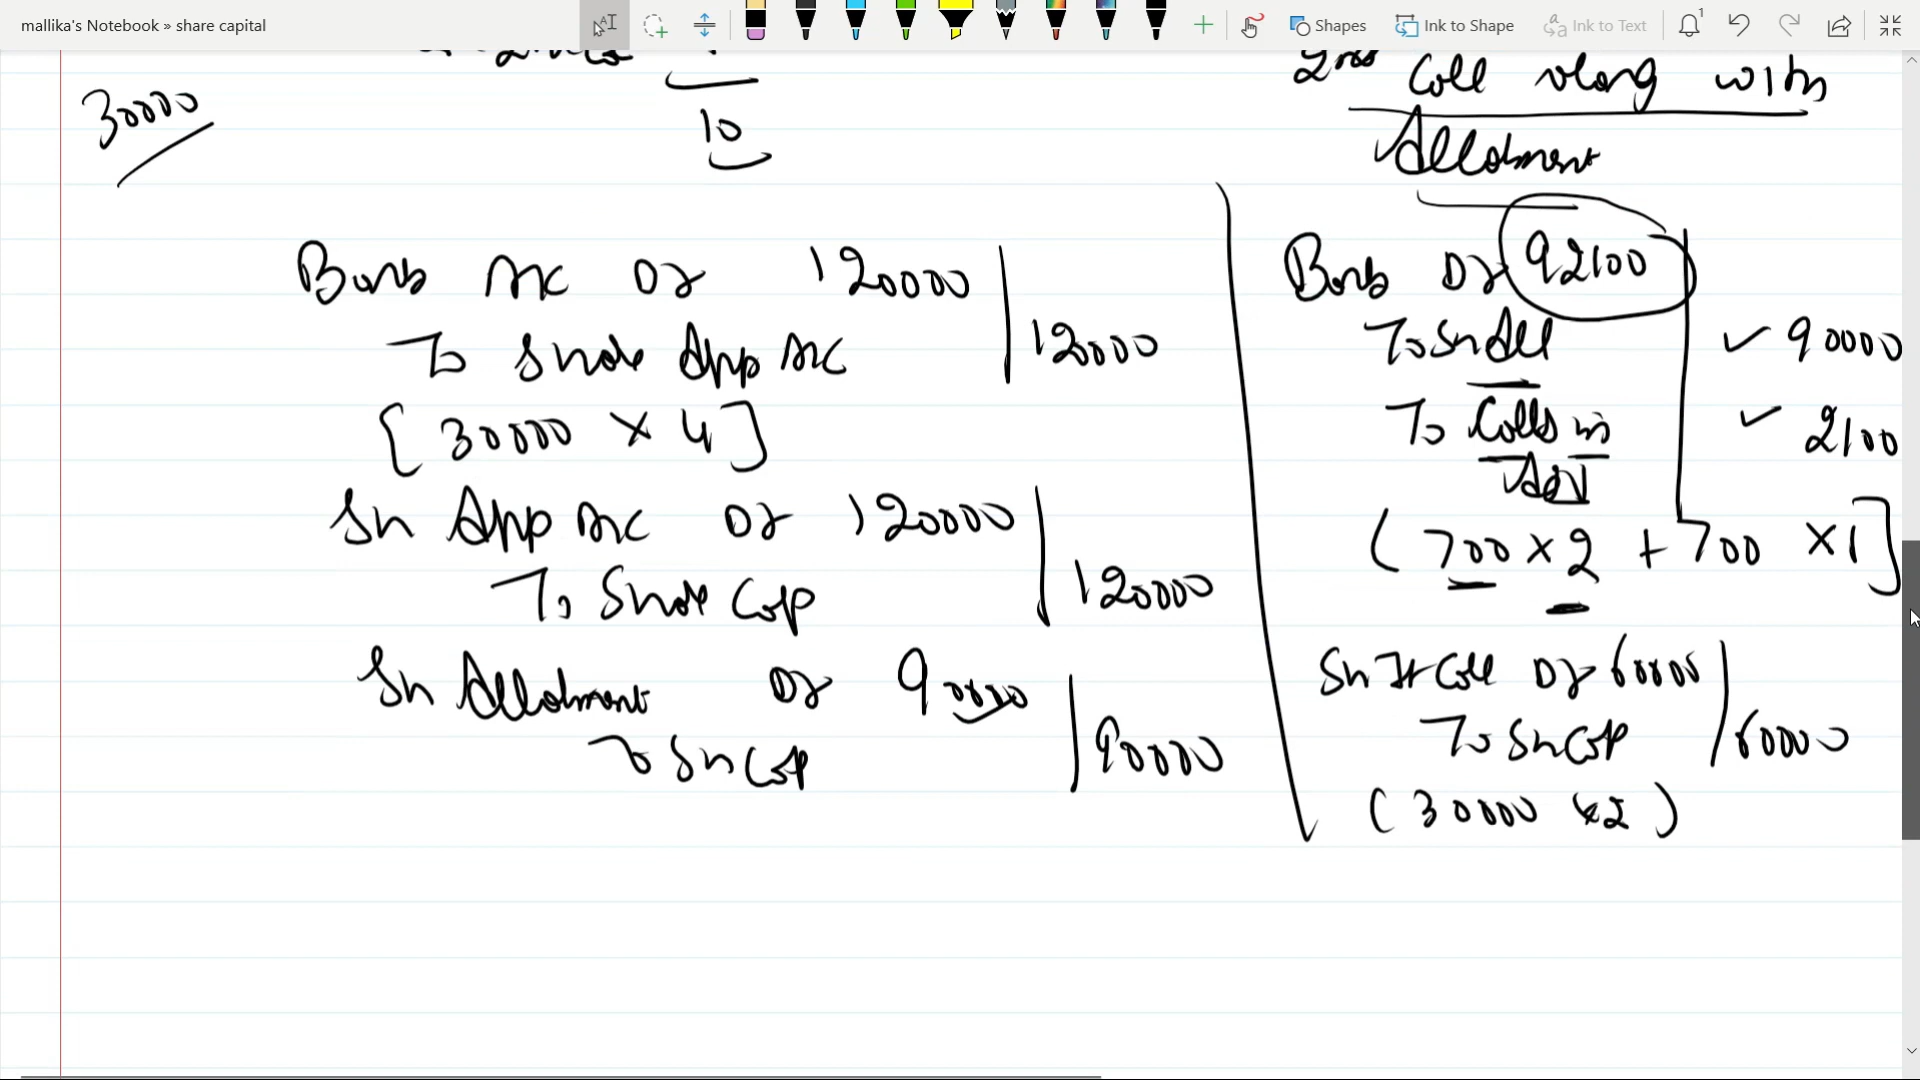 mallika's Notebook » share capital
Shapes
Ink to Shape
Ink to Text
30000
10
2nd Call along with
Allotment
Bank A/c Dr 120000
To Share App A/c 120000
[30000 × 4]
Sh App A/c Dr 120000
To Share Cap 120000
Sh Allotment Dr 90000
To Sh Cap 90000
Bank Dr 92100
To Sh All ✓ 90000
To Calls in ✓ 2100
Adv
(700 × 2 + 700 × 1]
Sh Ist Call Dr 60000
To Sh Cap 60000
(30000 × 2)